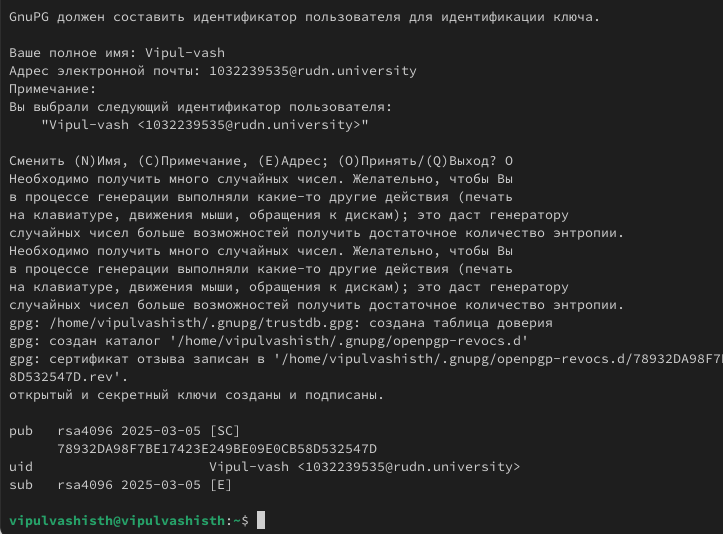 GnuPG должен составить идентификатор пользователя для идентификации ключа.
Ваше полное имя: Vipul-vash
Адрес электронной почты: 1032239535@rudn.university
Примечание:
Вы выбрали следующий идентификатор пользователя:
"Vipul-vash <1032239535@rudn.university>"
Сменить (N)Имя, (C)Примечание, (E)Адрес; (O)Принять/(Q)Выход? O
Необходимо получить много случайных чисел. Желательно, чтобы Вы
в процессе генерации выполняли какие-то другие действия (печать
на клавиатуре, движения мыши, обращения к дискам); это даст генератору
случайных чисел больше возможностей получить достаточное количество энтропии.
Необходимо получить много случайных чисел. Желательно, чтобы Вы
в процессе генерации выполняли какие-то другие действия (печать
на клавиатуре, движения мыши, обращения к дискам); это даст генератору
случайных чисел больше возможностей получить достаточное количество энтропии.
gpg: /home/vipulvashisth/.gnupg/trustdb.gpg: создана таблица доверия
gpg: создан каталог '/home/vipulvashisth/.gnupg/openpgp-revocs.d'
gpg: сертификат отзыва записан в '/home/vipulvashisth/.gnupg/openpgp-revocs.d/78932DA98F7B
8D532547D.rev'.
открытый и секретный ключи созданы и подписаны.
pub rsa4096 2025-03-05 [SC]
78932DA98F7BE17423E249BE09E0CB58D532547D
uid Vipul-vash <1032239535@rudn.university>
sub rsa4096 2025-03-05 [E]
vipulvashisth@vipulvashisth:~$